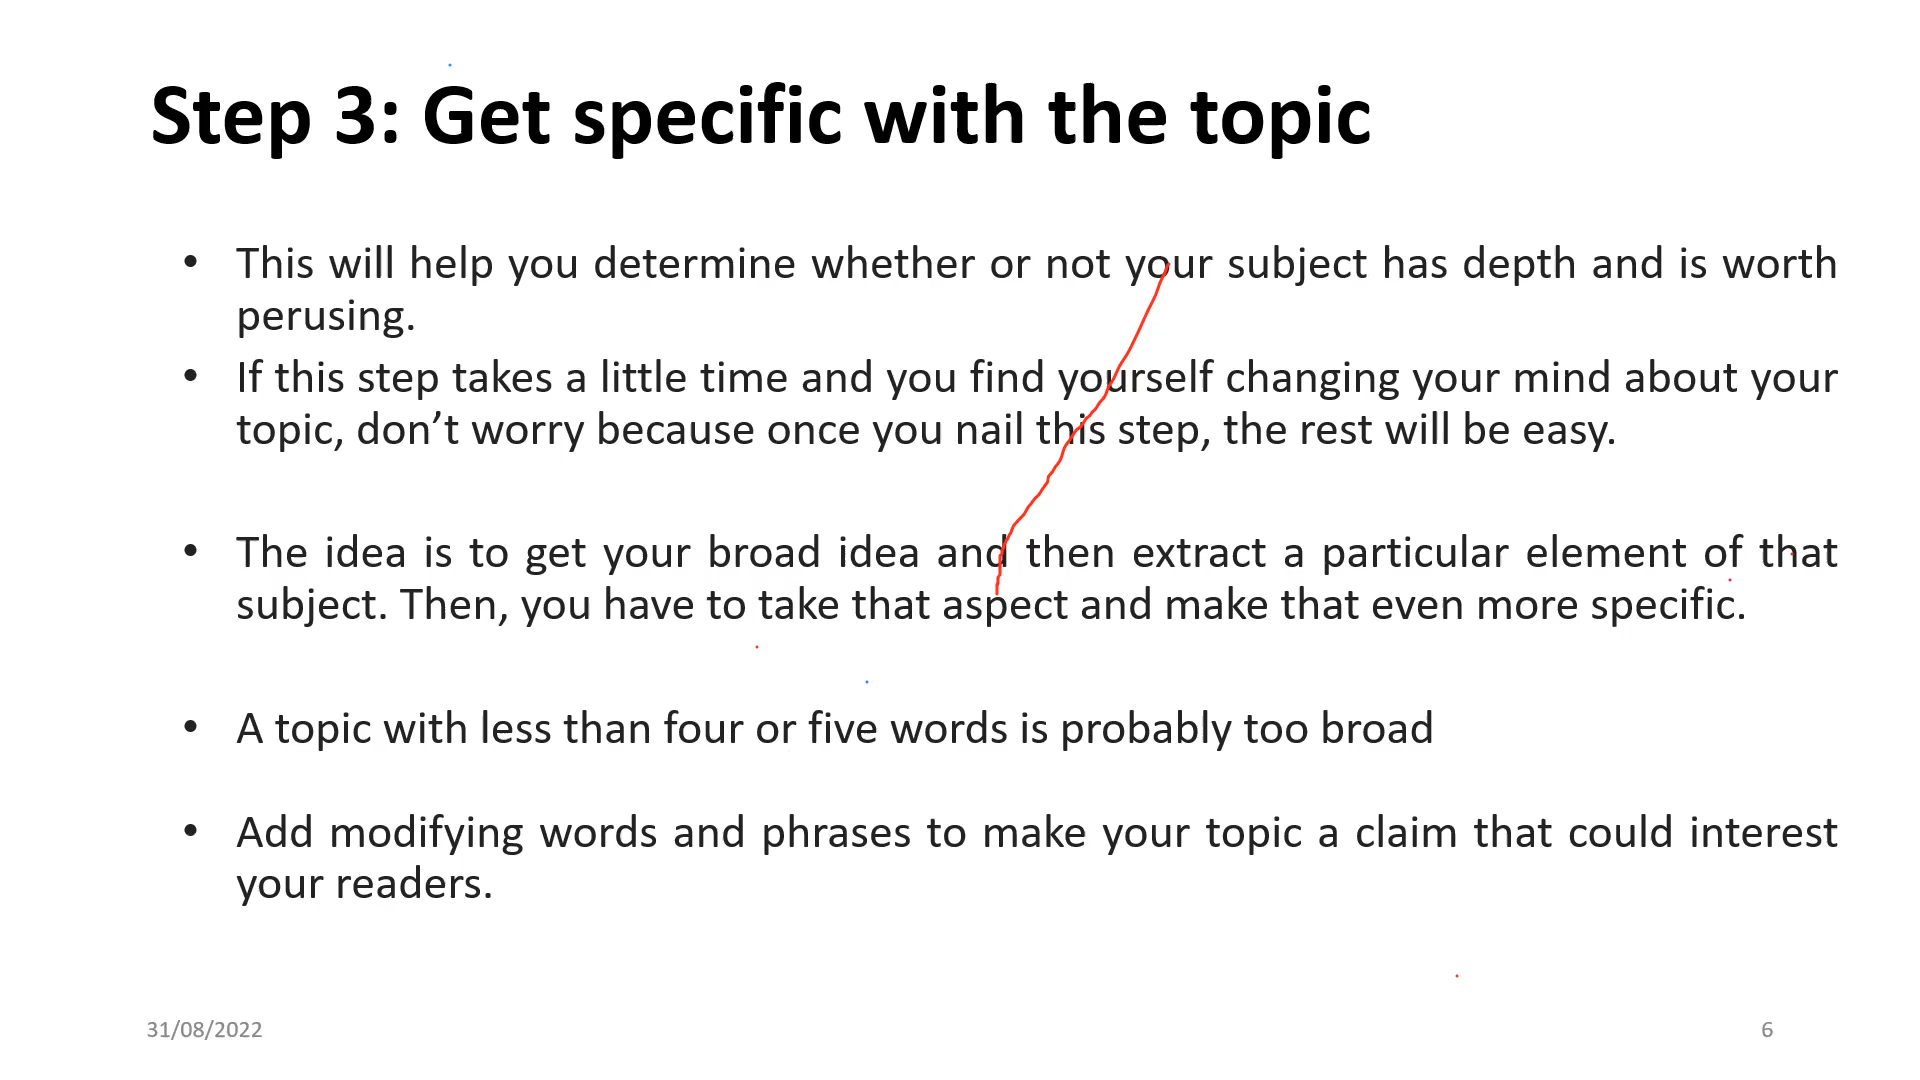 Step 3: Get specific with the topic
• This will help you determine whether or not your subject has depth and is worth
perusing.
• If this step takes a little time and you find yourself changing your mind about your
topic, don’t worry because once you nail this step, the rest will be easy.
• The idea is to get your broad idea and then extract a particular element of that
subject. Then, you have to take that aspect and make that even more specific.
• A topic with less than four or five words is probably too broad
• Add modifying words and phrases to make your topic a claim that could interest
your readers.
31/08/2022
6